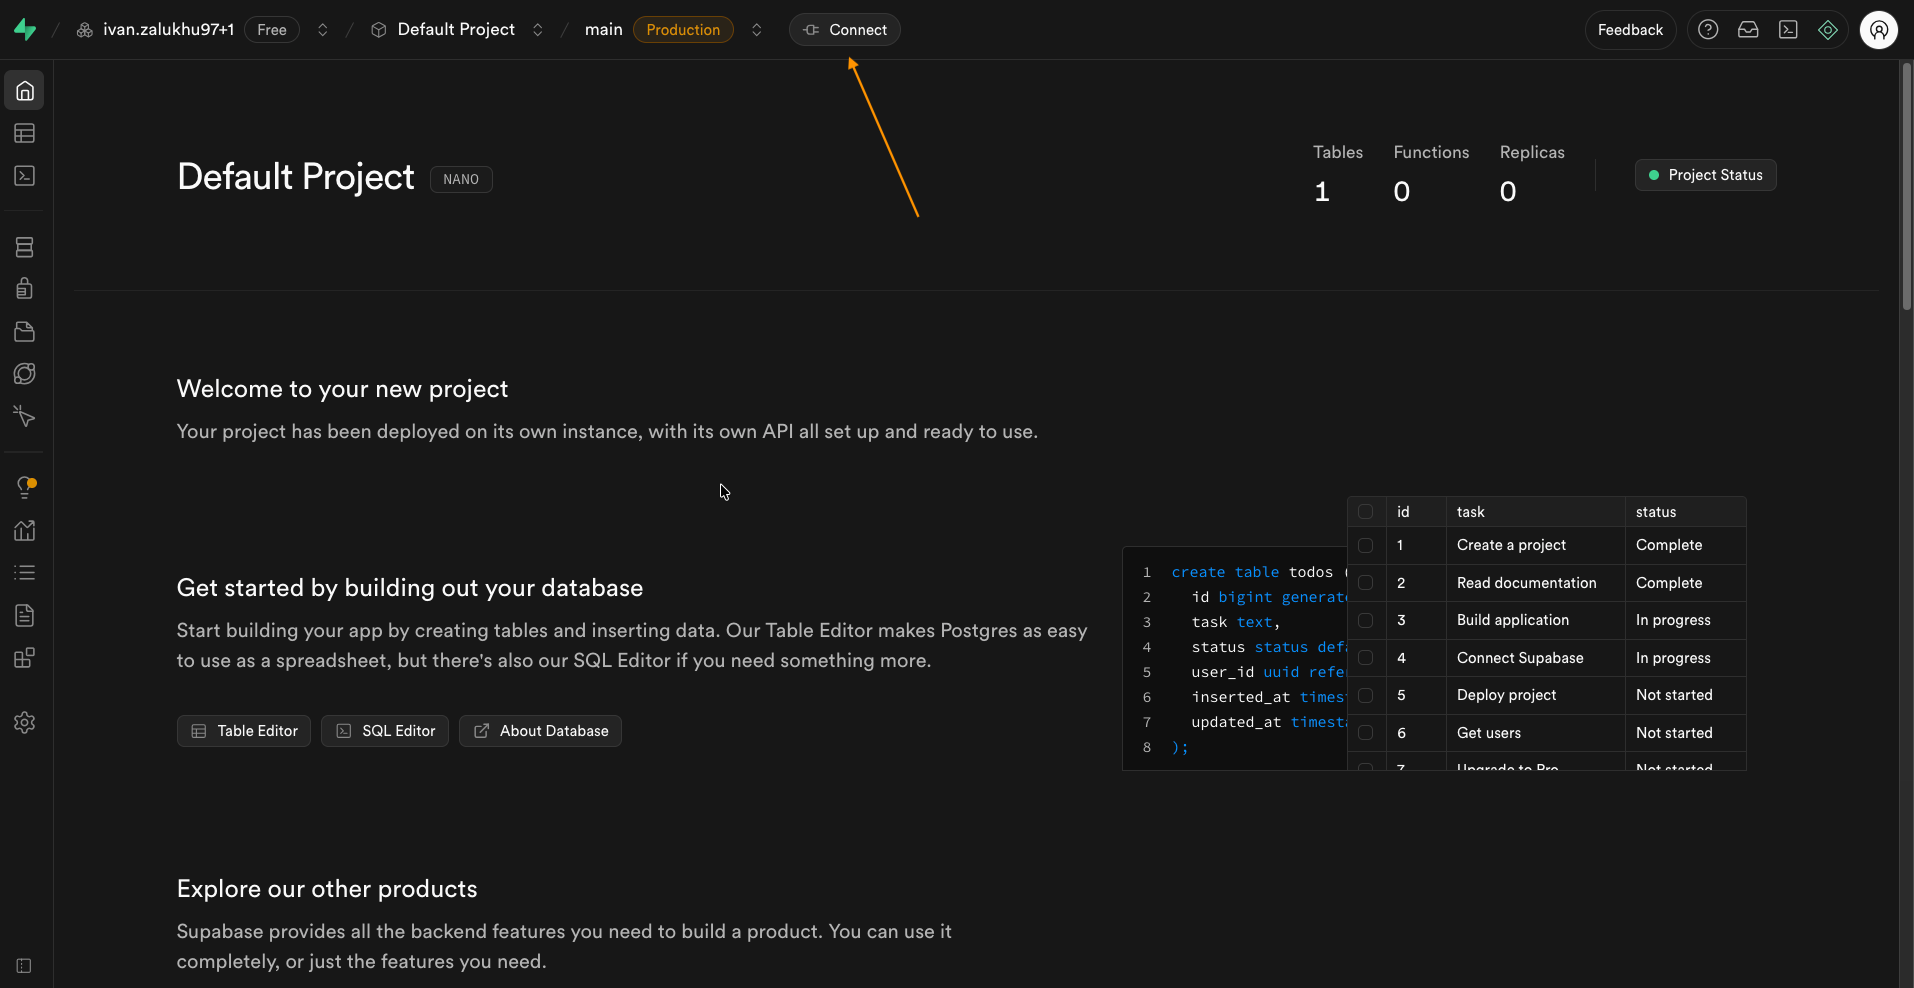 ivan.zalukhu97+1 Free Default Project main Production Connect Feedback
Default Project NANO
Tables Functions Replicas
1 0 0
Project Status
Welcome to your new project
Your project has been deployed on its own instance, with its own API all set up and ready to use.
Get started by building out your database
Start building your app by creating tables and inserting data. Our Table Editor makes Postgres as easy
to use as a spreadsheet, but there's also our SQL Editor if you need something more.
Table Editor SQL Editor About Database
1 create table todos (
2 id bigint generate
3 task text,
4 status status defa
5 user_id uuid refer
6 inserted_at timest
7 updated_at timesta
8 );
id task status
1 Create a project Complete
2 Read documentation Complete
3 Build application In progress
4 Connect Supabase In progress
5 Deploy project Not started
6 Get users Not started
7 Upgrade to Pro Not started
Explore our other products
Supabase provides all the backend features you need to build a product. You can use it
completely, or just the features you need.